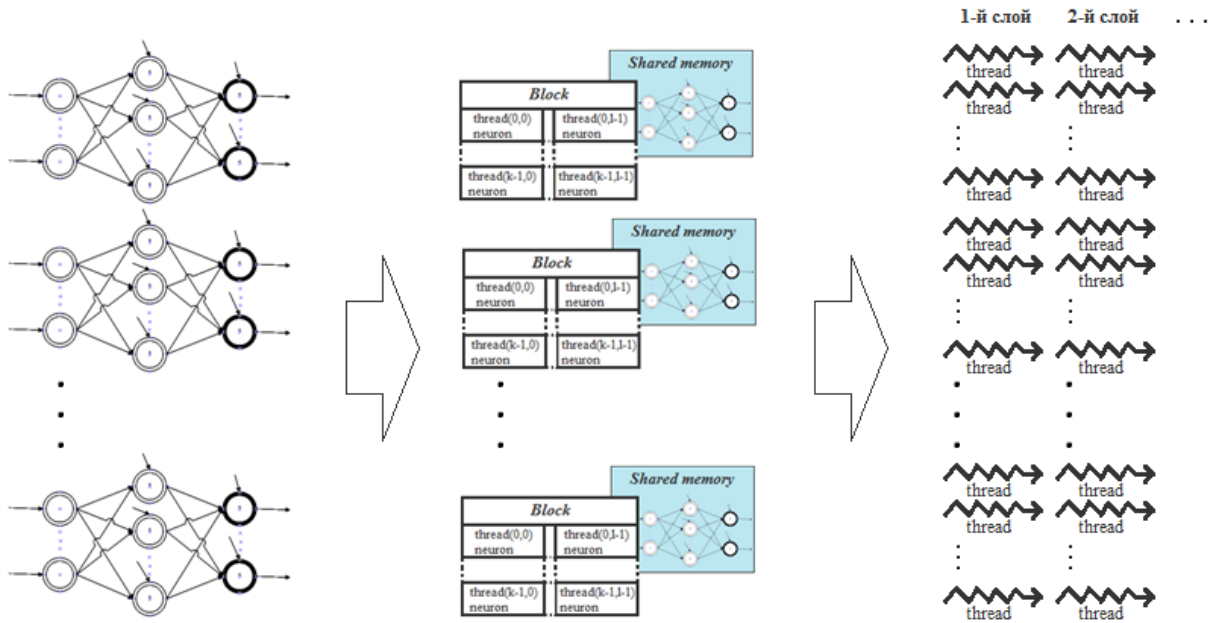 1-й слой 2-й слой . . .
thread thread
thread thread
thread thread
thread thread
thread thread
thread thread
thread thread
thread thread
thread thread
Shared memory
Block
thread(0,0) thread(0,l-1)
neuron neuron
thread(k-1,0) thread(k-1,l-1)
neuron neuron
Shared memory
Block
thread(0,0) thread(0,l-1)
neuron neuron
thread(k-1,0) thread(k-1,l-1)
neuron neuron
Shared memory
Block
thread(0,0) thread(0,l-1)
neuron neuron
thread(k-1,0) thread(k-1,l-1)
neuron neuron